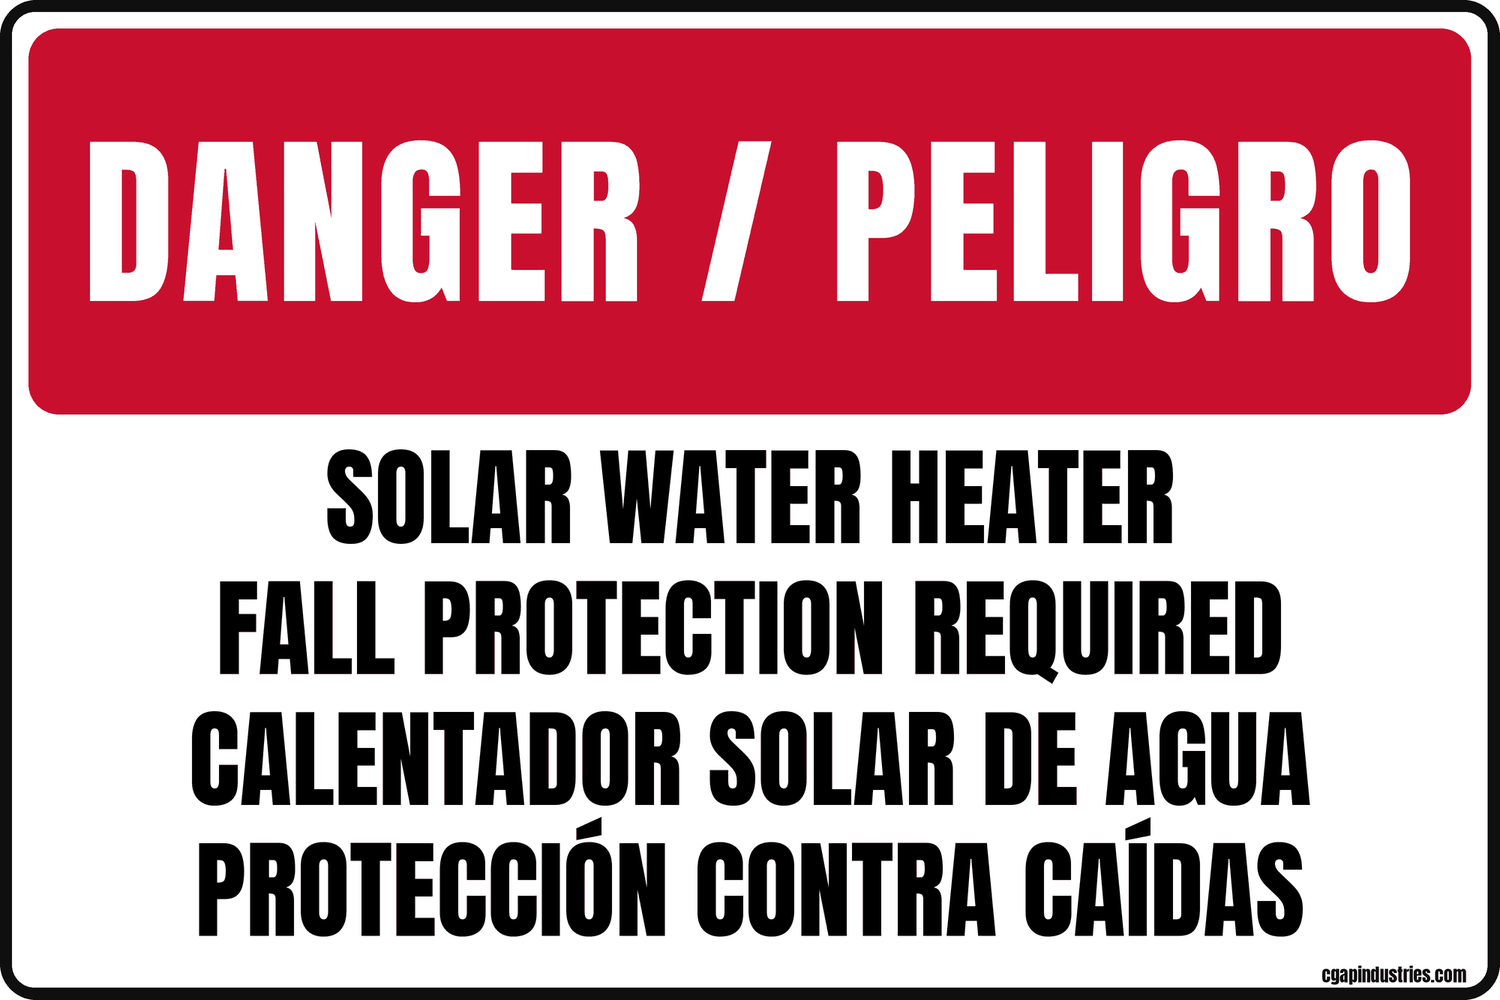 DANGER / PELIGRO
SOLAR WATER HEATER
FALL PROTECTION REQUIRED
CALENTADOR SOLAR DE AGUA
PROTECCIÓN CONTRA CAÍDAS
cgapindustries.com